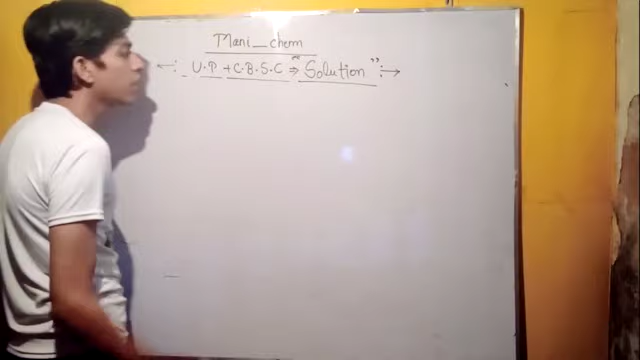 Mani_chem
←: U.P + C.B.S.C ⇒ "Solution" :→